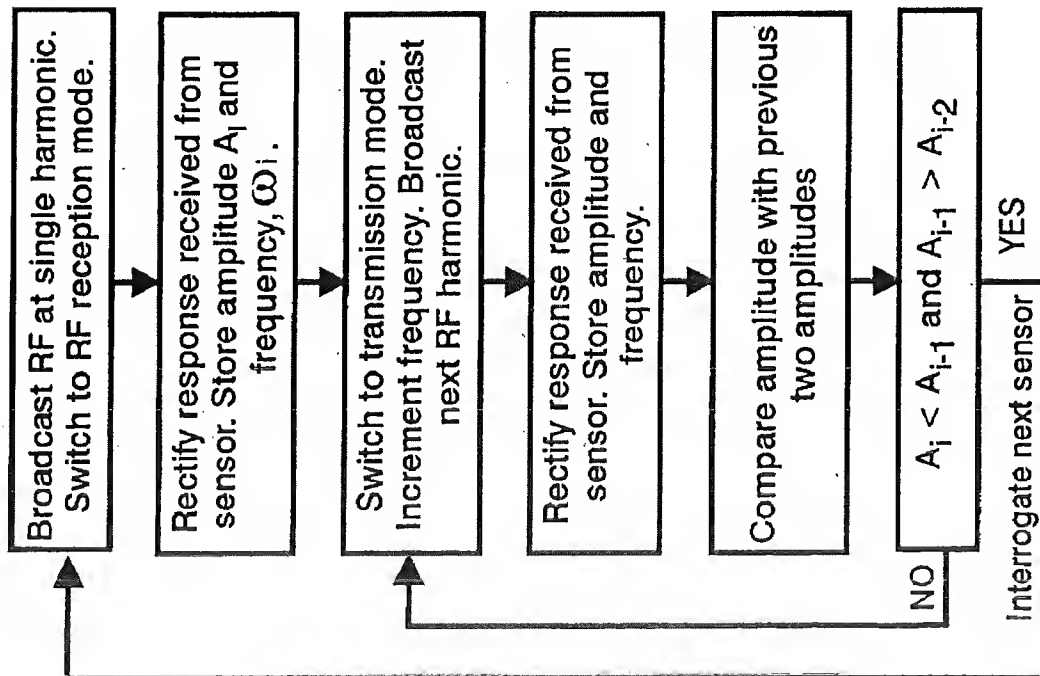 Broadcast RF at single harmonic.
Switch to RF reception mode.
Rectify response received from
sensor. Store amplitude Aₗ and
frequency, ωᵢ.
Switch to transmission mode.
Increment frequency. Broadcast
next RF harmonic.
Rectify response received from
sensor. Store amplitude and
frequency.
Compare amplitude with previous
two amplitudes
Aᵢ < Aᵢ₋₁ and Aᵢ₋₁ > Aᵢ₋₂
NO
YES
Interrogate next sensor